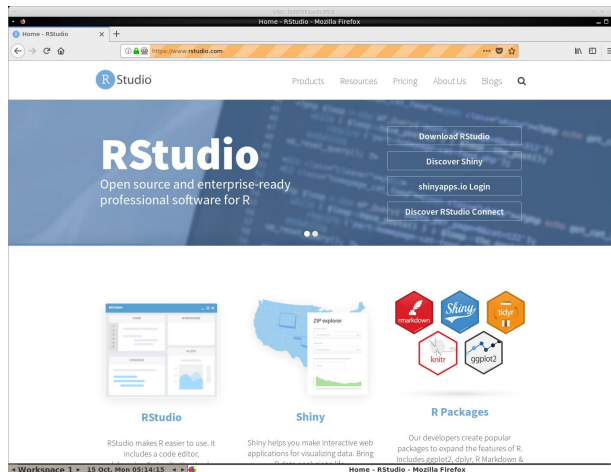 Home - RStudio - Mozilla Firefox
Home - RStudio
https://www.rstudio.com
R Studio
Products Resources Pricing About Us Blogs
RStudio
Open source and enterprise-ready
professional software for R
Download RStudio
Discover Shiny
shinyapps.io Login
Discover RStudio Connect
ZIP explorer
rmarkdown
Shiny
tidyr
knitr
ggplot2
RStudio
RStudio makes R easier to use. It
includes a code editor,
Shiny
Shiny helps you make interactive web
applications for visualizing data. Bring
R Packages
Our developers create popular
packages to expand the features of R.
Includes ggplot2, dplyr, R Markdown &
Workspace 1 15 Oct, Mon 05:14:15 Home - RStudio - Mozilla Firefox